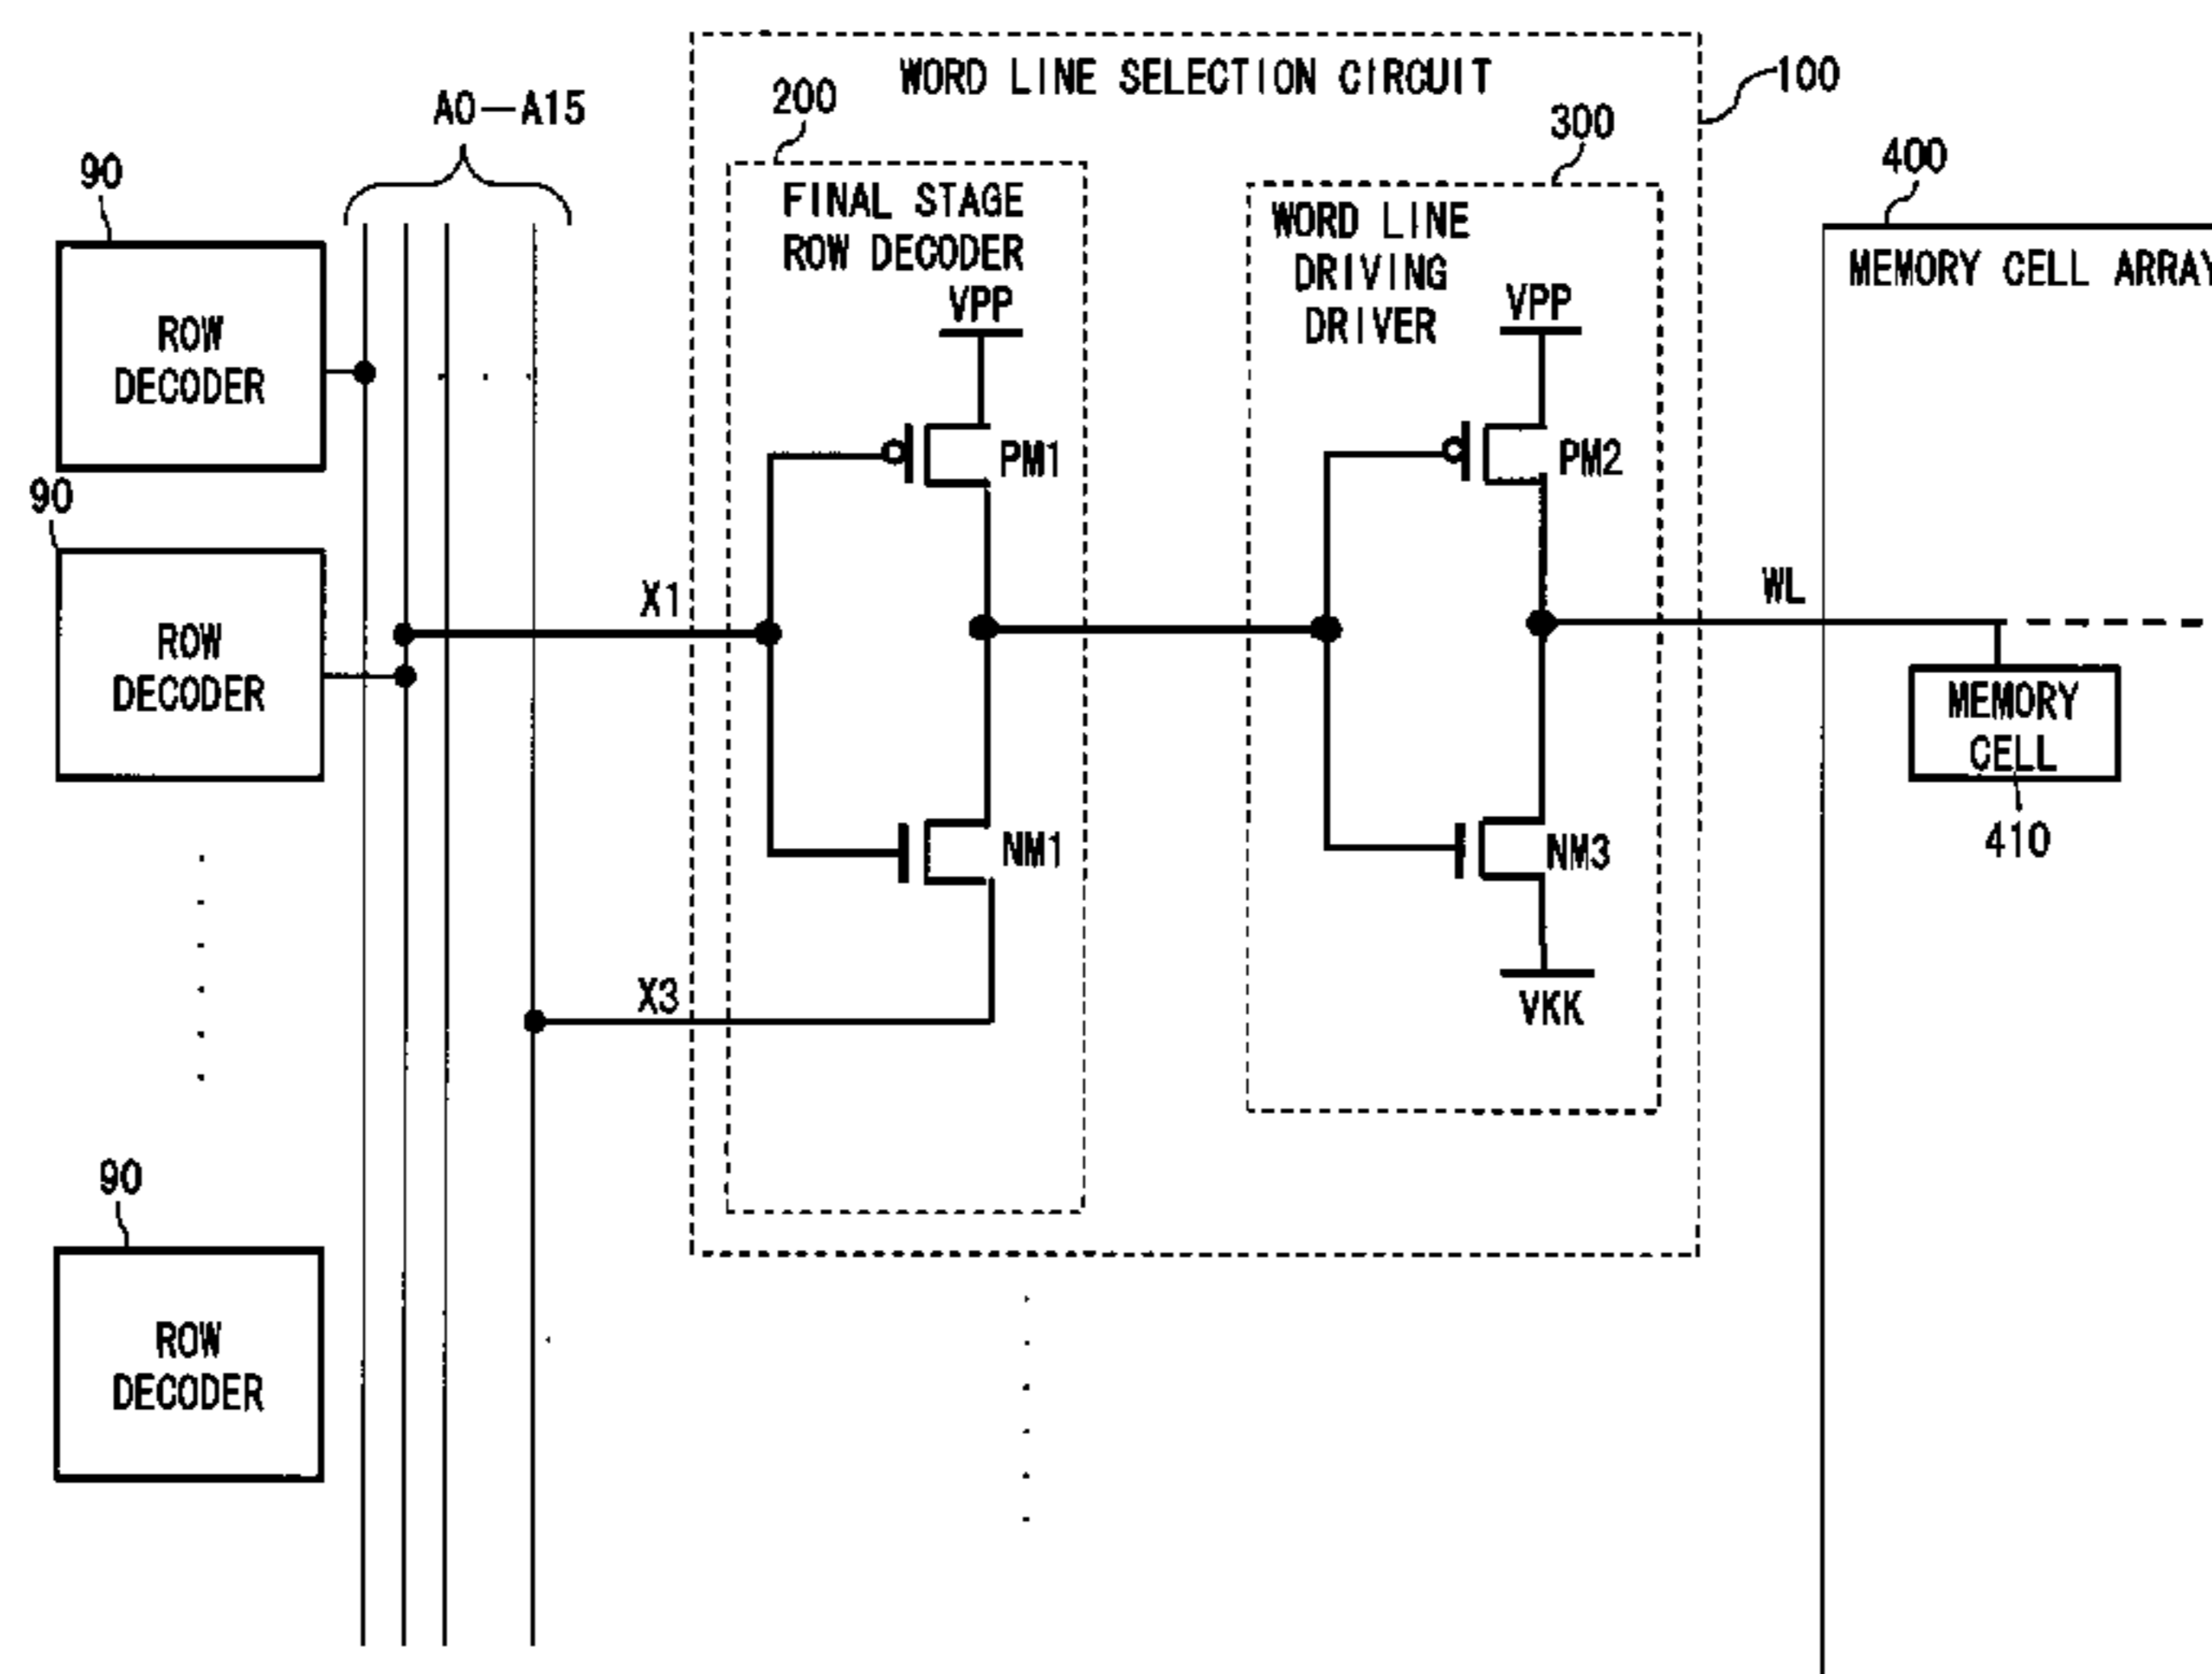 WORD LINE SELECTION CIRCUIT
100
A0—A15
200
300
400
90
FINAL STAGE
ROW DECODER
WORD LINE
DRIVING
DRIVER
MEMORY CELL ARRAY
VPP
VPP
ROW
DECODER
PM1
PM2
90
ROW
DECODER
X1
WL
MEMORY
CELL
410
NM1
NM3
X3
VKK
90
ROW
DECODER